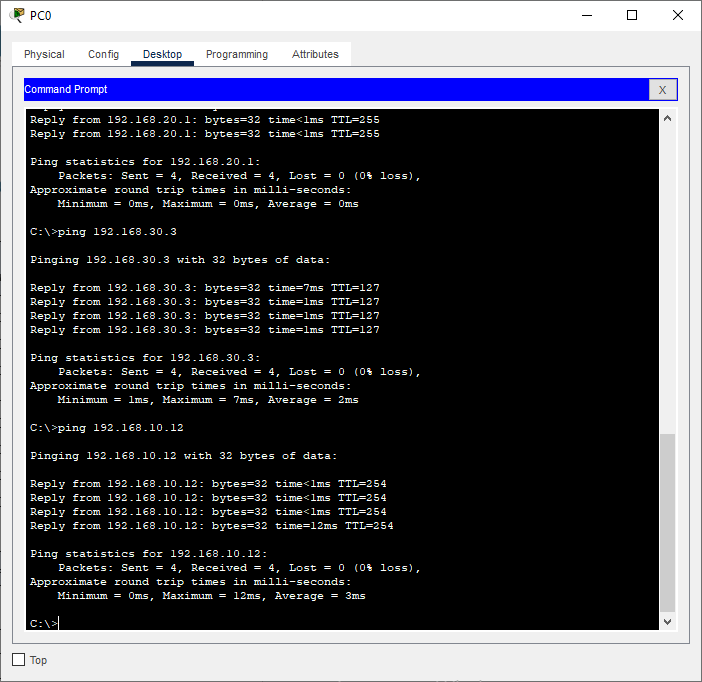 PC0
Physical Config Desktop Programming Attributes
Command Prompt
X
Reply from 192.168.20.1: bytes=32 time<1ms TTL=255
Reply from 192.168.20.1: bytes=32 time<1ms TTL=255
Ping statistics for 192.168.20.1:
Packets: Sent = 4, Received = 4, Lost = 0 (0% loss),
Approximate round trip times in milli-seconds:
Minimum = 0ms, Maximum = 0ms, Average = 0ms
C:\>ping 192.168.30.3
Pinging 192.168.30.3 with 32 bytes of data:
Reply from 192.168.30.3: bytes=32 time=7ms TTL=127
Reply from 192.168.30.3: bytes=32 time=1ms TTL=127
Reply from 192.168.30.3: bytes=32 time=1ms TTL=127
Reply from 192.168.30.3: bytes=32 time=1ms TTL=127
Ping statistics for 192.168.30.3:
Packets: Sent = 4, Received = 4, Lost = 0 (0% loss),
Approximate round trip times in milli-seconds:
Minimum = 1ms, Maximum = 7ms, Average = 2ms
C:\>ping 192.168.10.12
Pinging 192.168.10.12 with 32 bytes of data:
Reply from 192.168.10.12: bytes=32 time<1ms TTL=254
Reply from 192.168.10.12: bytes=32 time<1ms TTL=254
Reply from 192.168.10.12: bytes=32 time<1ms TTL=254
Reply from 192.168.10.12: bytes=32 time=12ms TTL=254
Ping statistics for 192.168.10.12:
Packets: Sent = 4, Received = 4, Lost = 0 (0% loss),
Approximate round trip times in milli-seconds:
Minimum = 0ms, Maximum = 12ms, Average = 3ms
C:\>
Top